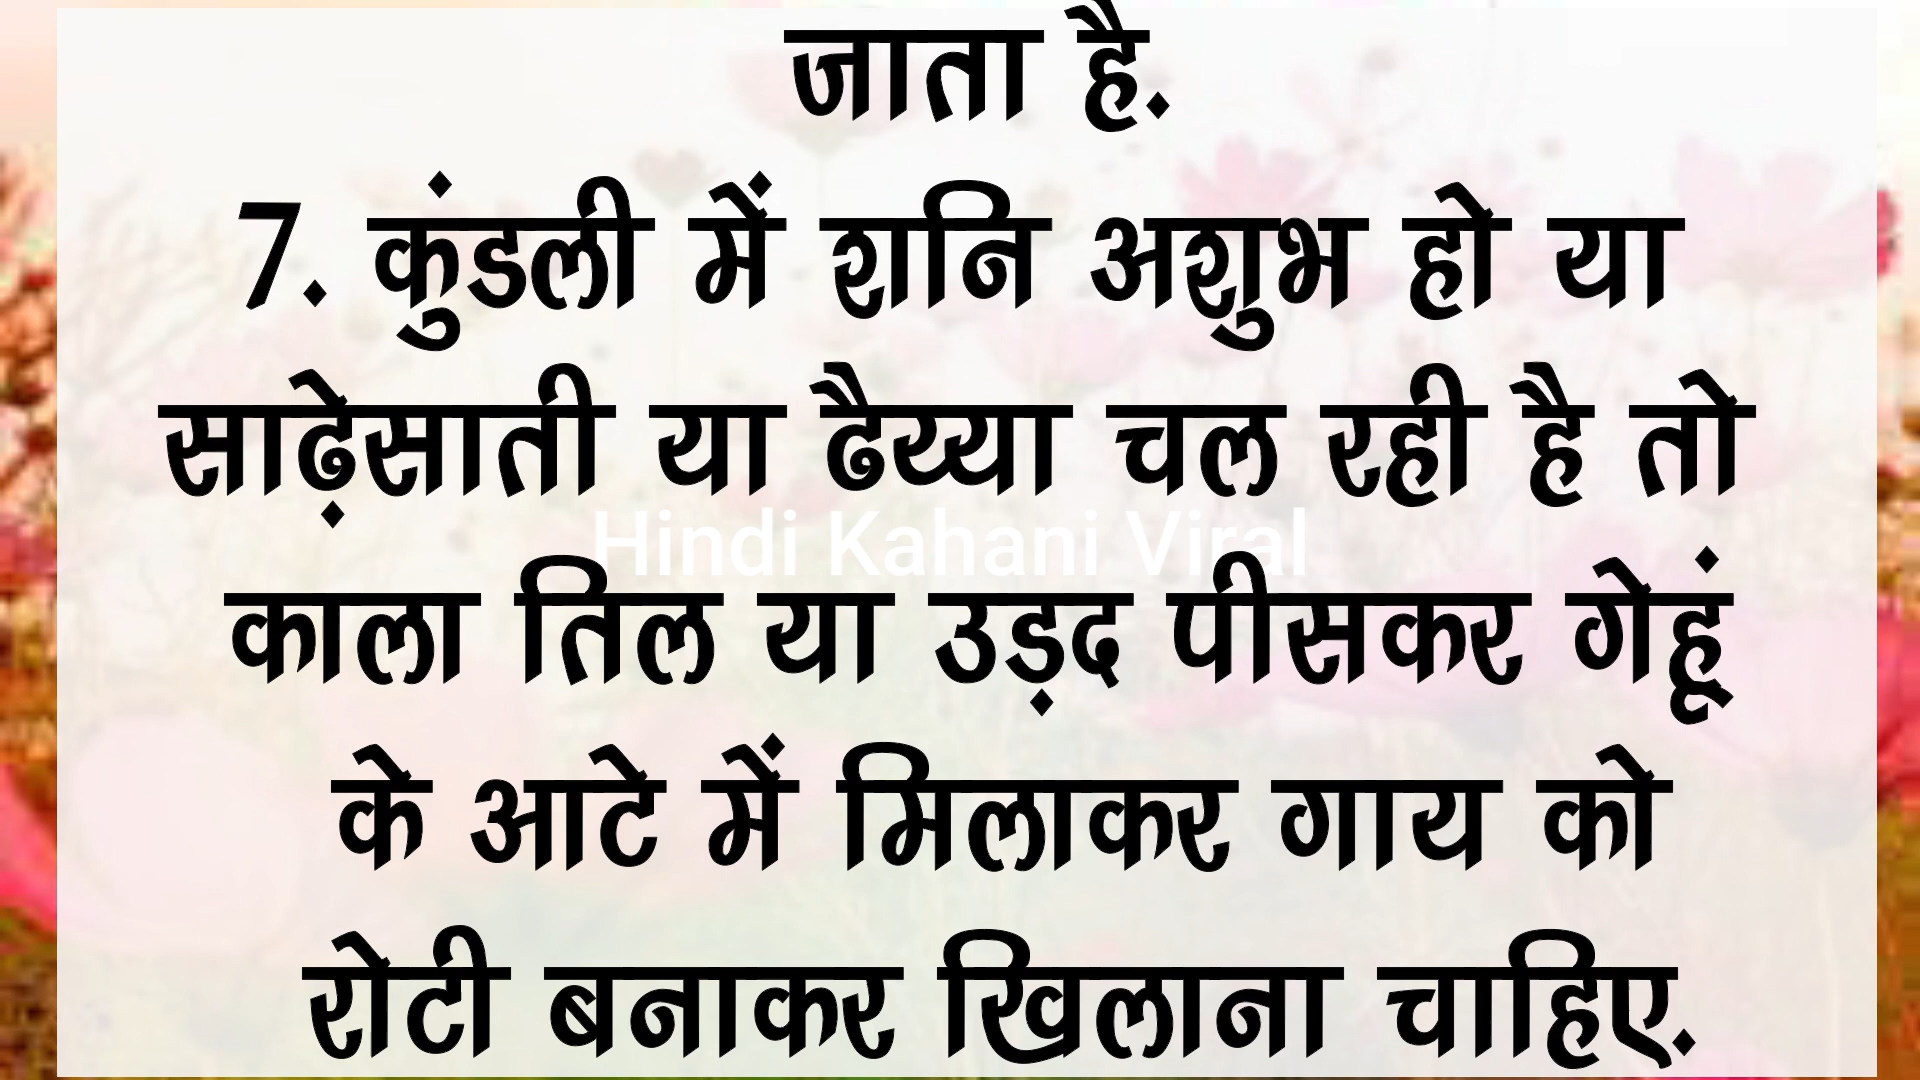 जाता है.
7. कुंडली में शनि अशुभ हो या
साढ़ेसाती या ढैय्या चल रही है तो
Hindi Kahani Viral
काला तिल या उड़द पीसकर गेहूं
के आटे में मिलाकर गाय को
रोटी बनाकर खिलाना चाहिए.